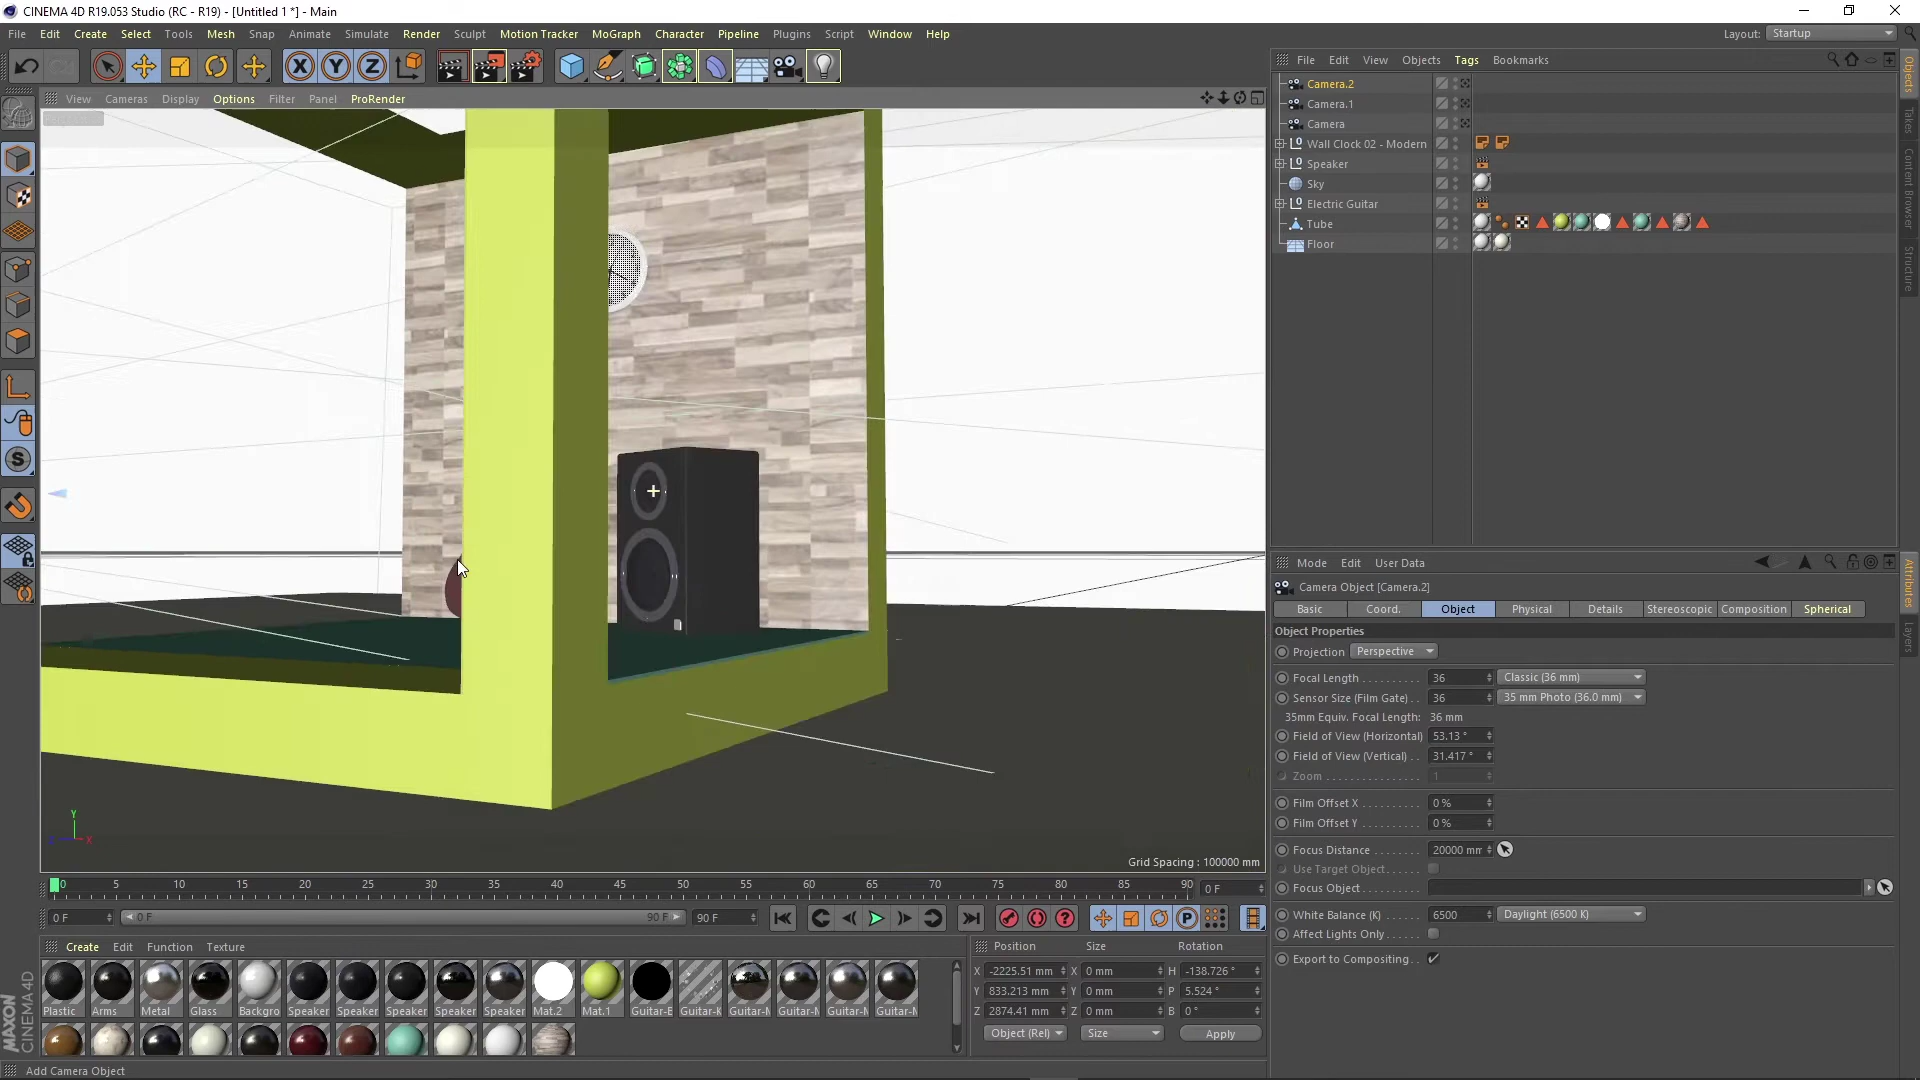 CINEMA 4D R19.053 Studio (RC - R19) - [Untitled 1 *] - Main
File Edit Create Select Tools Mesh Snap Animate Simulate Render Sculpt Motion Tracker MoGraph Character Pipeline Plugins Script Window Help
Layout: Startup
View Cameras Display Options Filter Panel ProRender
File Edit View Objects Tags Bookmarks
Camera.2
Camera.1
Camera
Wall Clock 02 - Modern
Speaker
Sky
Electric Guitar
Tube
Floor
Objects
Takes
Content Browser
Structure
Mode Edit User Data
Camera Object [Camera.2]
Basic Coord. Object Physical Details Stereoscopic Composition Spherical
Object Properties
Projection Perspective
Focal Length 36 Classic (36 mm)
Sensor Size (Film Gate) 36 35 mm Photo (36.0 mm)
35mm Equiv. Focal Length: 36 mm
Field of View (Horizontal) 53.13 °
Field of View (Vertical) 31.417 °
Zoom 1
Film Offset X 0 %
Film Offset Y 0 %
Focus Distance 20000 mm
Use Target Object
Focus Object
White Balance (K) 6500 Daylight (6500 K)
Affect Lights Only
Export to Compositing
Attributes
Layers
Y
X
Grid Spacing : 100000 mm
0 5 10 15 20 25 30 35 40 45 50 55 60 65 70 75 80 85 90 0 F
0 F 0 F 90 F 90 F
Create Edit Function Texture
Plastic Arms Metal Glass Backgro Speaker Speaker Speaker Speaker Speaker Mat.2 Mat.1 Guitar-E Guitar-K Guitar-M Guitar-M Guitar-M Guitar-M
Position Size Rotation
X -2225.51 mm X 0 mm H -138.726 °
Y 833.213 mm Y 0 mm P 5.524 °
Z 2874.41 mm Z 0 mm B 0 °
Object (Rel) Size Apply
MAXON CINEMA 4D
Add Camera Object